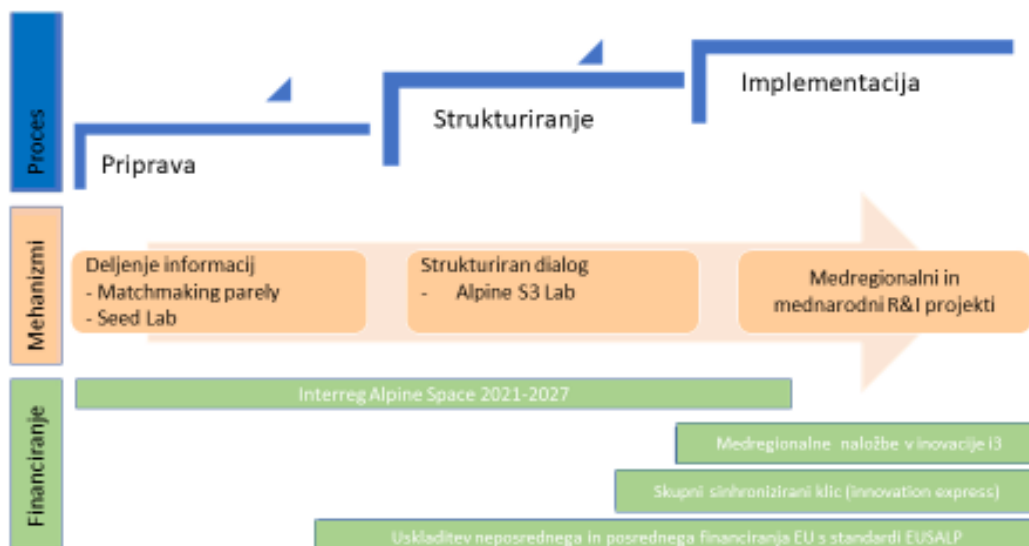 Proces
Priprava
Strukturiranje
Implementacija
Mehanizmi
Deljenje informacij
- Matchmaking parely
- Seed Lab
Strukturiran dialog
- Alpine S3 Lab
Medregionalni in
mednarodni R&I projekti
Financiranje
Interreg Alpine Space 2021-2027
Medregionalne naložbe v inovacije i3
Skupni sinhronizirani klic (innovation express)
Uskladitev neposrednega in posrednega financiranja EU s standardi EUSALP